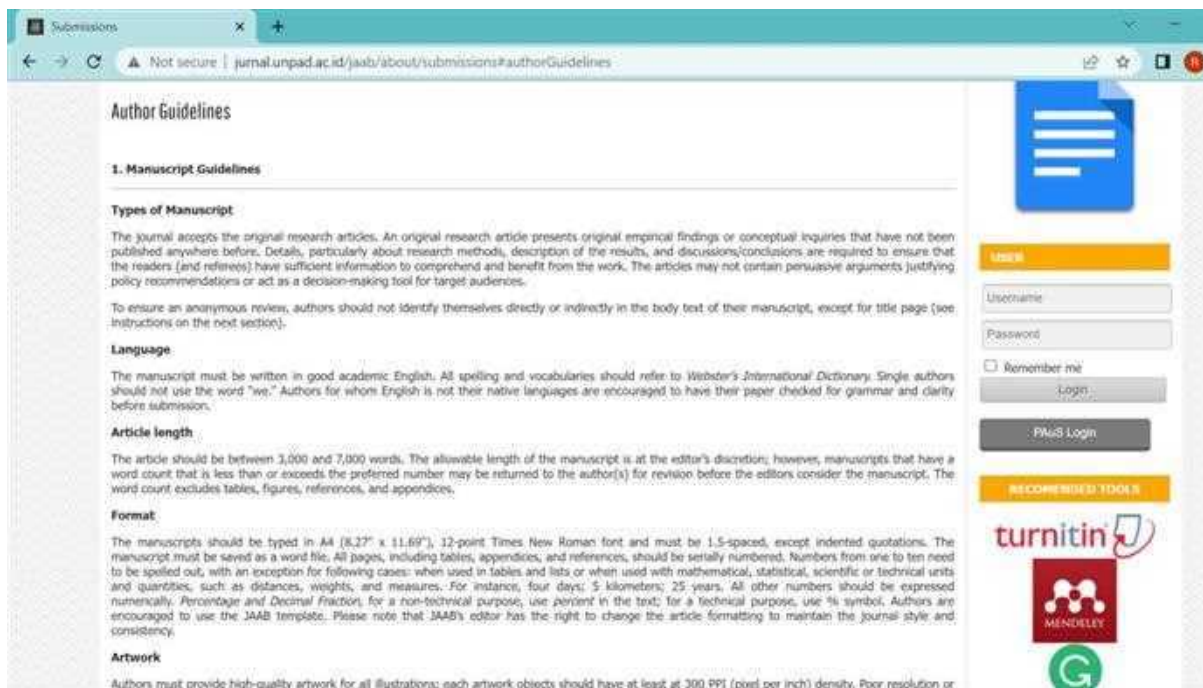 Submissions
Not secure | jurnal.unpad.ac.id/jaab/about/submissions#authorGuidelines
Author Guidelines
1. Manuscript Guidelines
Types of Manuscript
The journal accepts the original research articles. An original research article presents original empirical findings or conceptual inquiries that have not been
published anywhere before. Details, particularly about research methods, description of the results, and discussions/conclusions are required to ensure that
the readers (and referees) have sufficient information to comprehend and benefit from the work. The articles may not contain persuasive arguments justifying
policy recommendations or act as a decision-making tool for target audiences.
To ensure an anonymous review, authors should not identify themselves directly or indirectly in the body text of their manuscript, except for title page (see
instructions on the next section).
Language
The manuscript must be written in good academic English. All spelling and vocabularies should refer to Webster's International Dictionary. Single authors
should not use the word "we." Authors for whom English is not their native languages are encouraged to have their paper checked for grammar and clarity
before submission.
Article length
The article should be between 3,000 and 7,000 words. The allowable length of the manuscript is at the editor's discretion; however, manuscripts that have a
word count that is less than or exceeds the preferred number may be returned to the author(s) for revision before the editors consider the manuscript. The
word count excludes tables, figures, references, and appendices.
Format
The manuscripts should be typed in A4 (8.27" x 11.69"), 12-point Times New Roman font and must be 1.5-spaced, except indented quotations. The
manuscript must be saved as a word file. All pages, including tables, appendices, and references, should be serially numbered. Numbers from one to ten need
to be spelled out, with an exception for following cases: when used in tables and lists or when used with mathematical, statistical, scientific or technical units
and quantities, such as distances, weights, and measures. For instance, four days; 5 kilometers; 25 years. All other numbers should be expressed
numerically. Percentage and Decimal Fraction, for a non-technical purpose, use percent in the text; for a technical purpose, use % symbol. Authors are
encouraged to use the JAAB template. Please note that JAAB's editor has the right to change the article formatting to maintain the journal style and
consistency.
Artwork
Authors must provide high-quality artwork for all illustrations; each artwork objects should have at least at 300 PPI (pixel per inch) density. Poor resolution or
USER
Username
Password
Remember me
Login
PAuS Login
RECOMENDED TOOLS
turnitin
MENDELEY